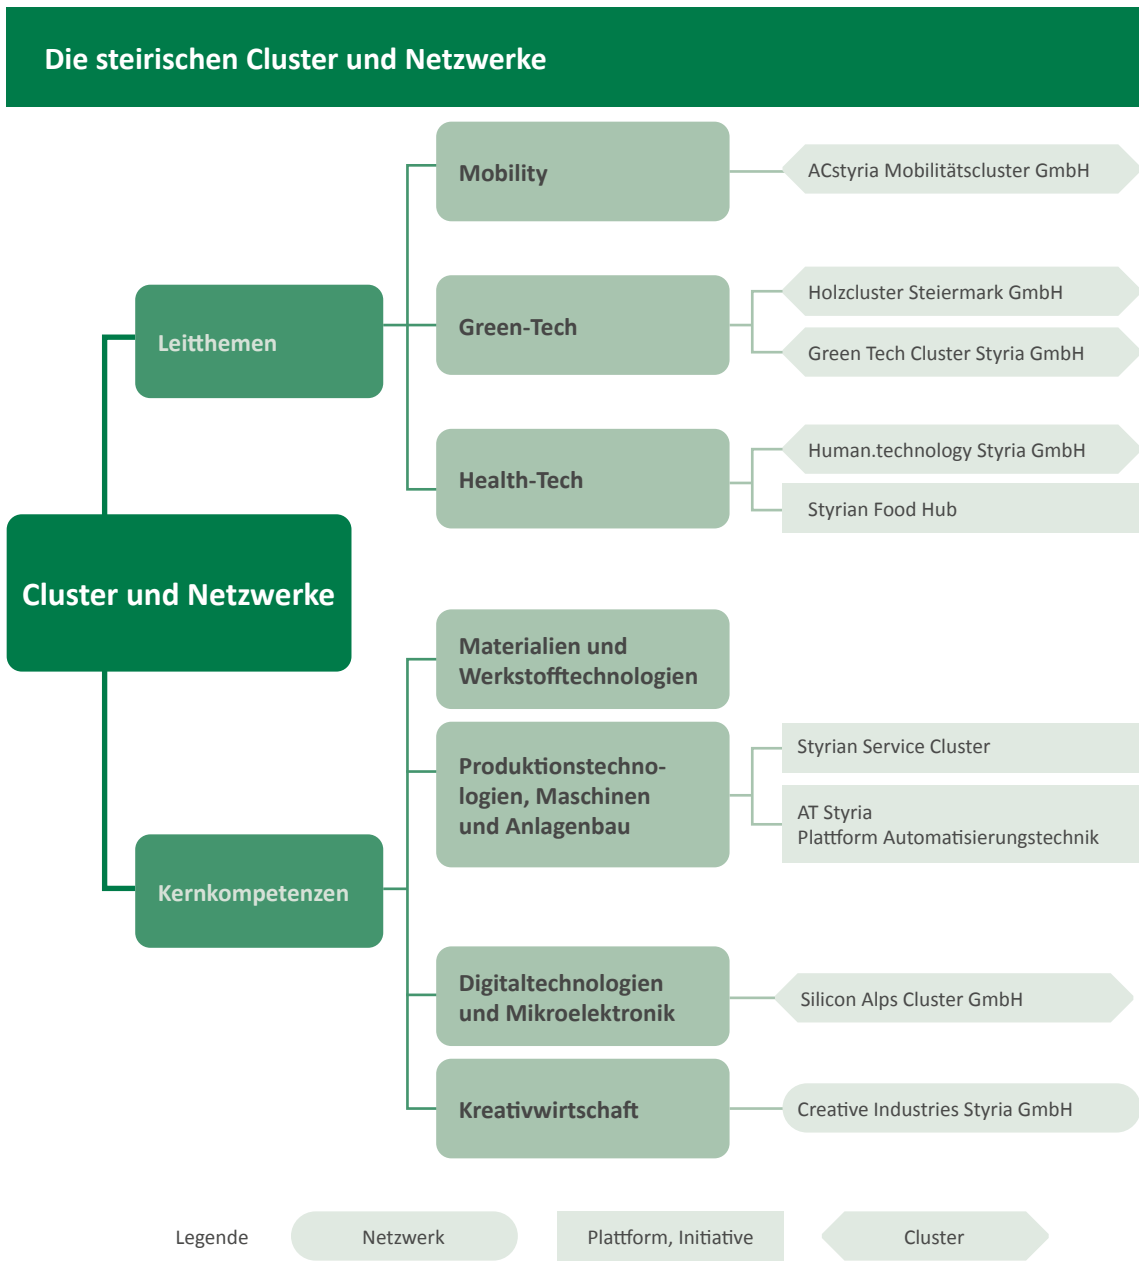 Die steirischen Cluster und Netzwerke
Mobility
ACstyria Mobilitätscluster GmbH
Leitthemen
Green-Tech
Holzcluster Steiermark GmbH
Green Tech Cluster Styria GmbH
Health-Tech
Human.technology Styria GmbH
Styrian Food Hub
Cluster und Netzwerke
Materialien und
Werkstofftechnologien
Produktionstechno-
logien, Maschinen
und Anlagenbau
Styrian Service Cluster
AT Styria
Plattform Automatisierungstechnik
Kernkompetenzen
Digitaltechnologien
und Mikroelektronik
Silicon Alps Cluster GmbH
Kreativwirtschaft
Creative Industries Styria GmbH
Legende
Netzwerk
Plattform, Initiative
Cluster